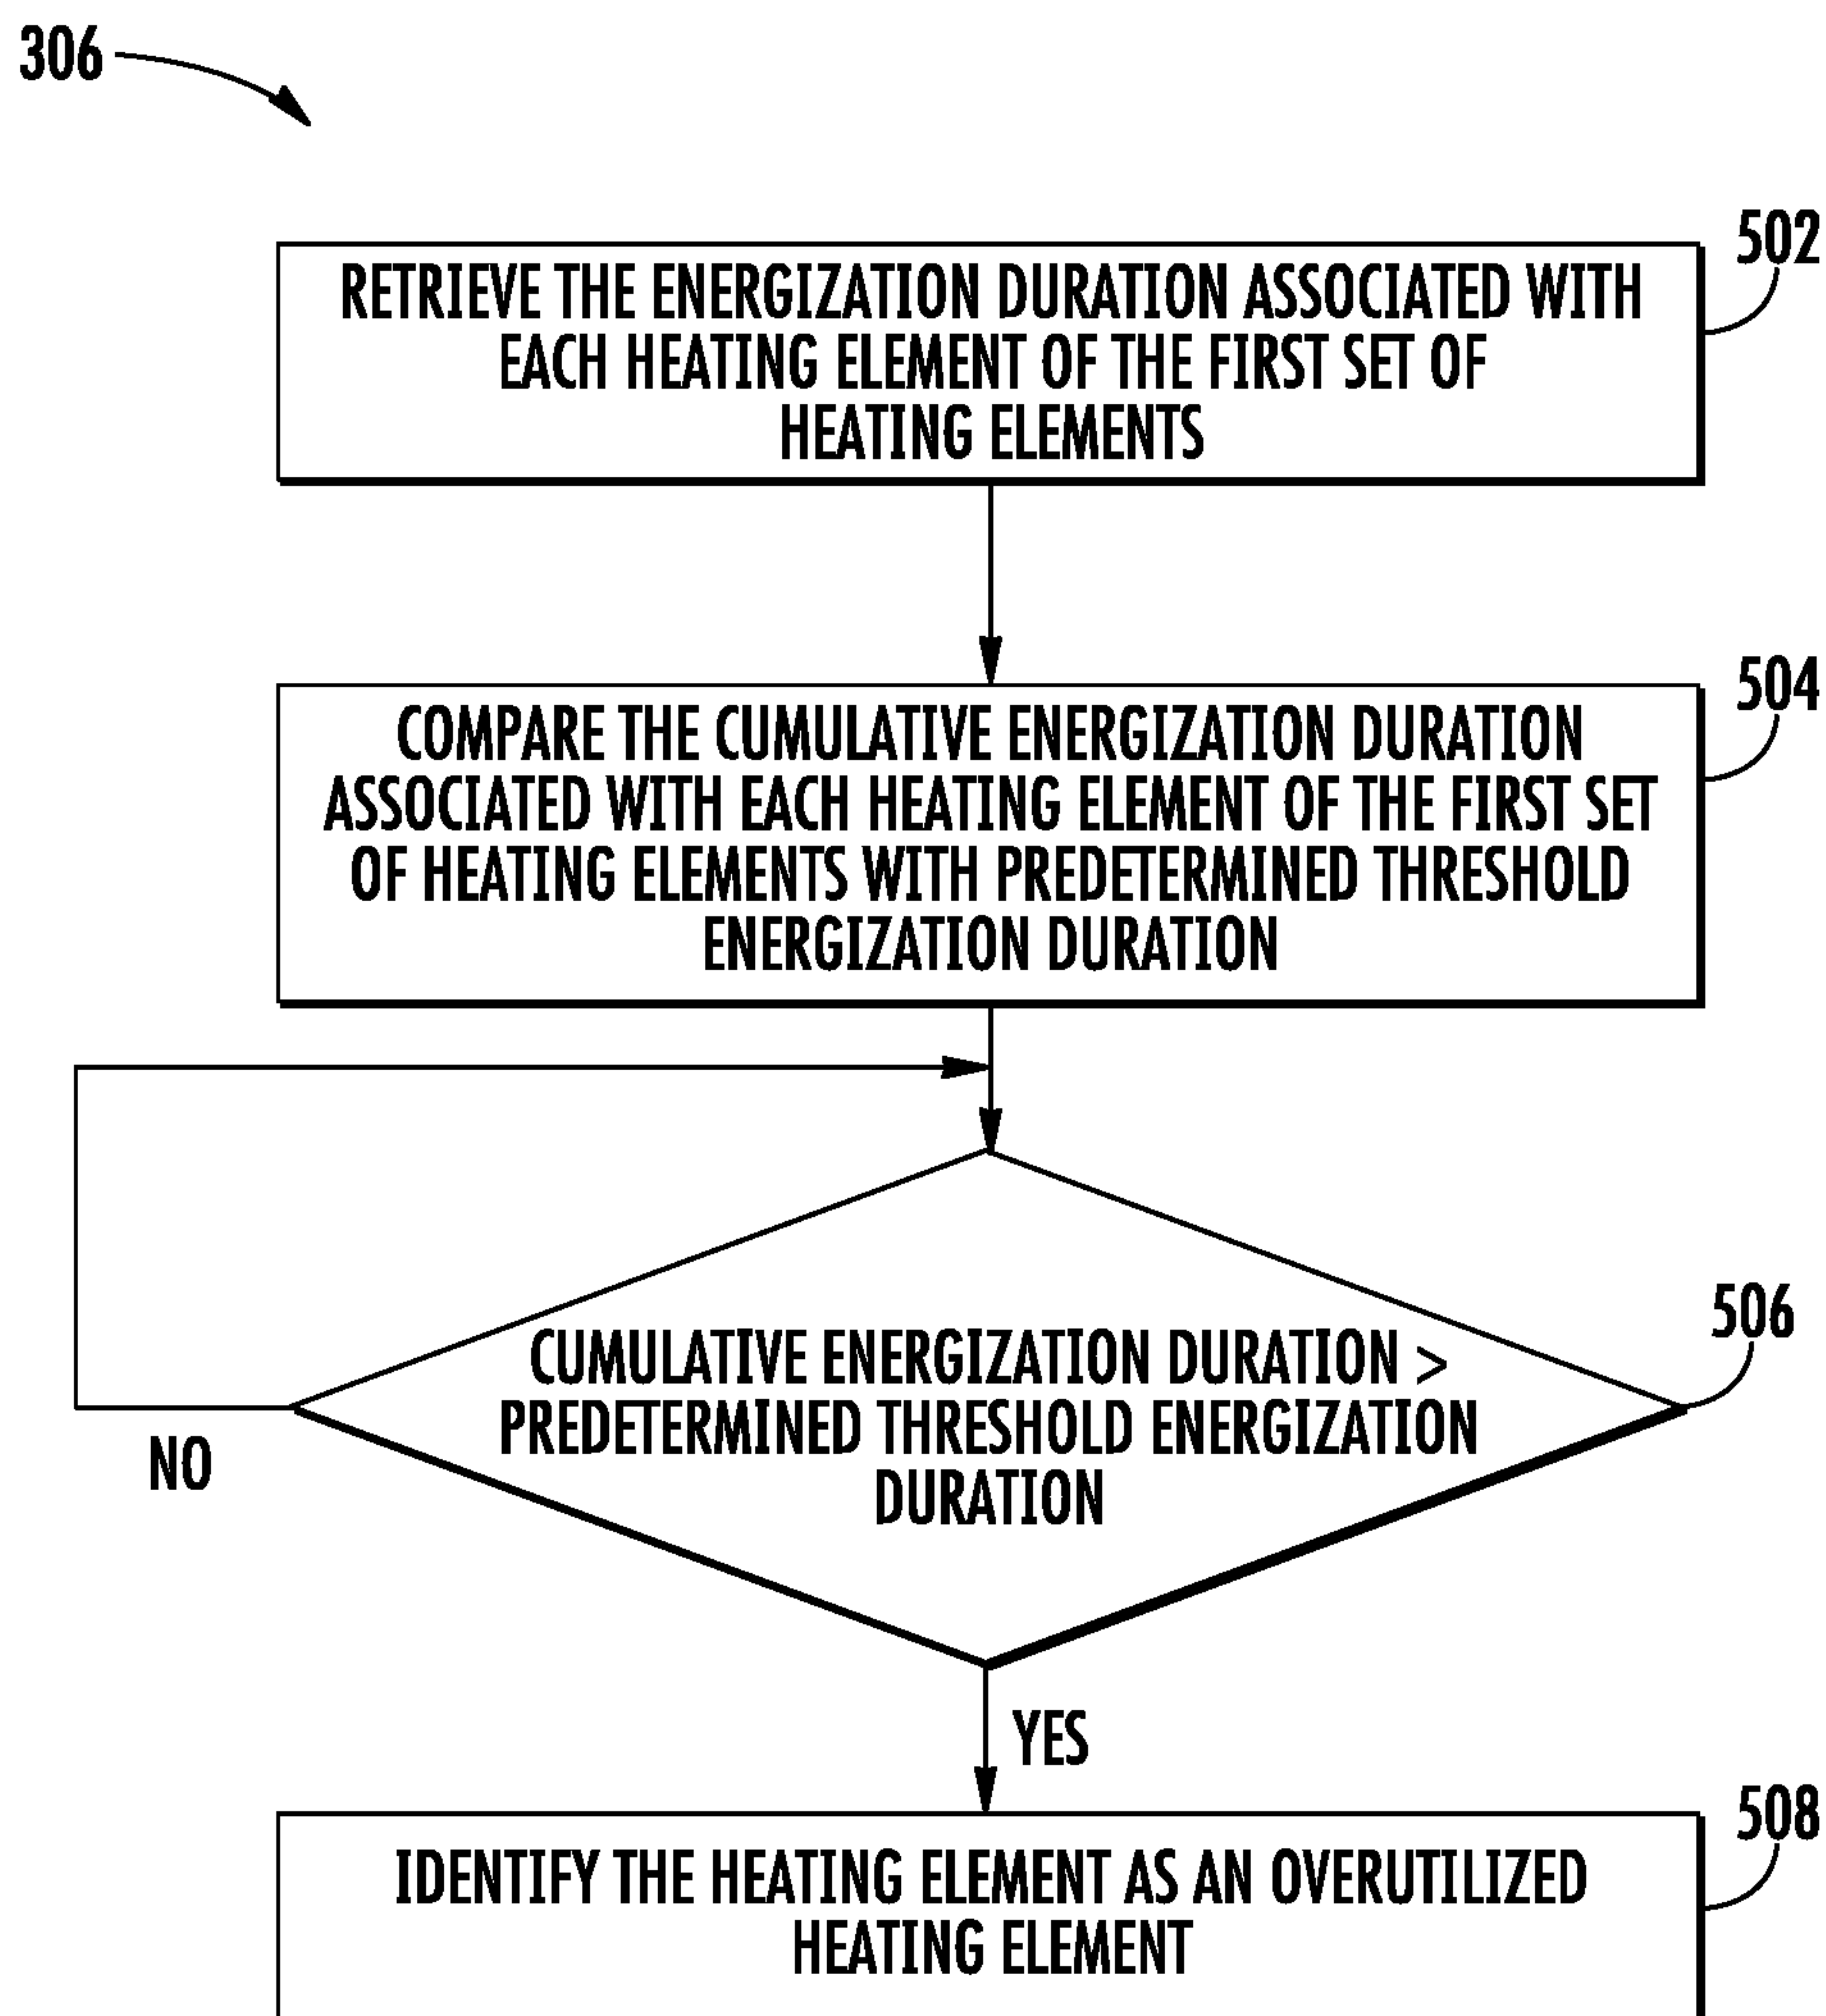 306
502
RETRIEVE THE ENERGIZATION DURATION ASSOCIATED WITH
EACH HEATING ELEMENT OF THE FIRST SET OF
HEATING ELEMENTS
504
COMPARE THE CUMULATIVE ENERGIZATION DURATION
ASSOCIATED WITH EACH HEATING ELEMENT OF THE FIRST SET
OF HEATING ELEMENTS WITH PREDETERMINED THRESHOLD
ENERGIZATION DURATION
506
CUMULATIVE ENERGIZATION DURATION >
PREDETERMINED THRESHOLD ENERGIZATION
DURATION
NO
YES
508
IDENTIFY THE HEATING ELEMENT AS AN OVERUTILIZED
HEATING ELEMENT